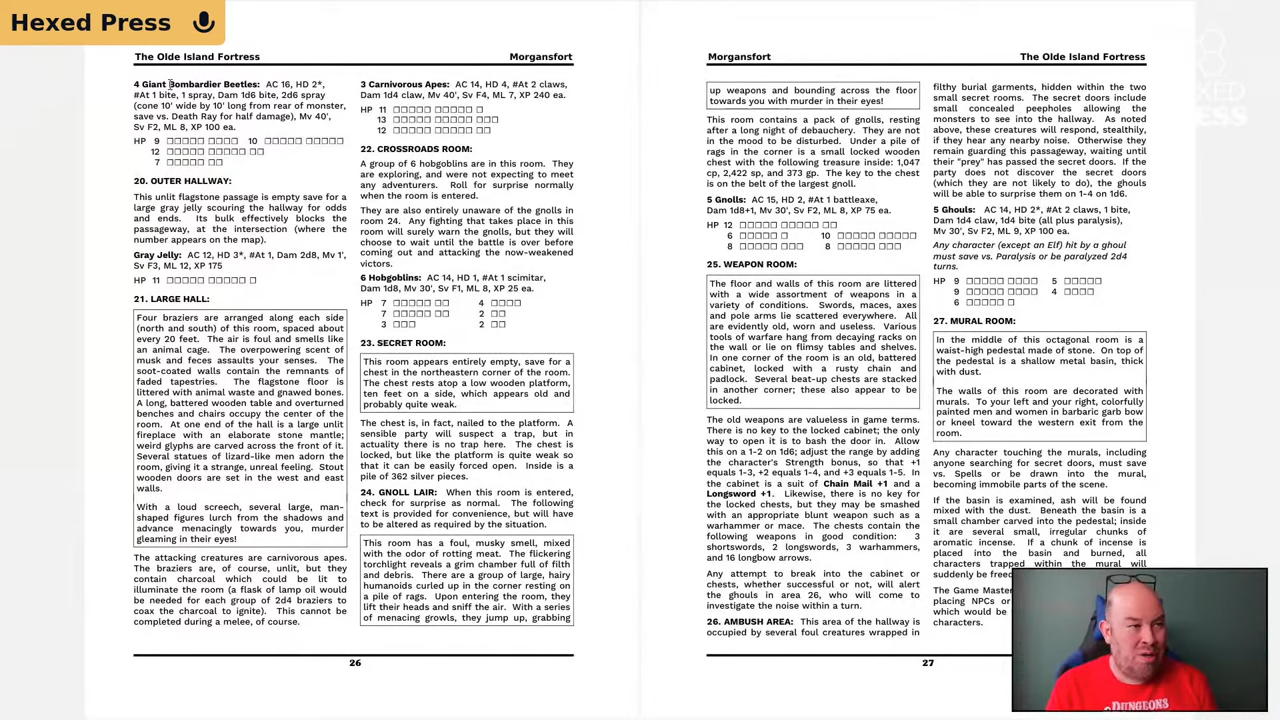 Hexed Press
The Olde Island Fortress
Morgansfort
4 Giant Bombardier Beetles: AC 16, HD 2*,
#At 1 bite, 1 spray, Dam 1d6 bite, 2d6 spray
(cone 10' wide by 10' long from rear of monster,
save vs. Death Ray for half damage), Mv 40',
Sv F2, ML 8, XP 100 ea.
HP 9 ☐☐☐☐☐ ☐☐☐☐ 10 ☐☐☐☐☐ ☐☐☐☐☐
12 ☐☐☐☐☐ ☐☐☐☐☐ ☐☐
7 ☐☐☐☐☐ ☐☐
20. OUTER HALLWAY:
This unlit flagstone passage is empty save for a
large gray jelly scouring the hallway for odds
and ends. Its bulk effectively blocks the
passageway, at the intersection (where the
number appears on the map).
Gray Jelly: AC 12, HD 3*, #At 1, Dam 2d8, Mv 1',
Sv F3, ML 12, XP 175
HP 11 ☐☐☐☐☐ ☐☐☐☐☐ ☐
21. LARGE HALL:
Four braziers are arranged along each side
(north and south) of this room, spaced about
every 20 feet. The air is foul and smells like
an animal cage. The overpowering scent of
musk and feces assaults your senses. The
soot-coated walls contain the remnants of
faded tapestries. The flagstone floor is
littered with animal waste and gnawed bones.
A long, battered wooden table and overturned
benches and chairs occupy the center of the
room. At one end of the hall is a large unlit
fireplace with an elaborate stone mantle;
weird glyphs are carved across the front of it.
Several statues of lizard-like men adorn the
room, giving it a strange, unreal feeling. Stout
wooden doors are set in the west and east
walls.
With a loud screech, several large, man-
shaped figures lurch from the shadows and
advance menacingly towards you, murder
gleaming in their eyes!
The attacking creatures are carnivorous apes.
The braziers are, of course, unlit, but they
contain charcoal which could be lit to
illuminate the room (a flask of lamp oil would
be needed for each group of 2d4 braziers to
coax the charcoal to ignite). This cannot be
completed during a melee, of course.
3 Carnivorous Apes: AC 14, HD 4, #At 2 claws,
Dam 1d4 claw, Mv 40', Sv F4, ML 7, XP 240 ea.
HP 11 ☐☐☐☐☐ ☐☐☐☐☐ ☐
13 ☐☐☐☐☐ ☐☐☐☐☐ ☐☐☐
12 ☐☐☐☐☐ ☐☐☐☐☐ ☐☐
22. CROSSROADS ROOM:
A group of 6 hobgoblins are in this room. They
are exploring, and were not expecting to meet
any adventurers. Roll for surprise normally
when the room is entered.
They are also entirely unaware of the gnolls in
room 24. Any fighting that takes place in this
room will surely warn the gnolls, but they will
choose to wait until the battle is over before
coming out and attacking the now-weakened
victors.
6 Hobgoblins: AC 14, HD 1, #At 1 scimitar,
Dam 1d8, Mv 30', Sv F1, ML 8, XP 25 ea.
HP 7 ☐☐☐☐☐ ☐☐ 4 ☐☐☐☐
7 ☐☐☐☐☐ ☐☐ 2 ☐☐
3 ☐☐☐ 2 ☐☐
23. SECRET ROOM:
This room appears entirely empty, save for a
chest in the northeastern corner of the room.
The chest rests atop a low wooden platform,
ten feet on a side, which appears old and
probably quite weak.
The chest is, in fact, nailed to the platform. A
sensible party will suspect a trap, but in
actuality there is no trap here. The chest is
locked, but like the platform is quite weak so
that it can be easily forced open. Inside is a
pile of 362 silver pieces.
24. GNOLL LAIR: When this room is entered,
check for surprise as normal. The following
text is provided for convenience, but will have
to be altered as required by the situation.
This room has a foul, musky smell, mixed
with the odor of rotting meat. The flickering
torchlight reveals a grim chamber full of filth
and debris. There are a group of large, hairy
humanoids curled up in the corner resting on
a pile of rags. Upon entering the room, they
lift their heads and sniff the air. With a series
of menacing growls, they jump up, grabbing
26
Morgansfort
The Olde Island Fortress
up weapons and bounding across the floor
towards you with murder in their eyes!
This room contains a pack of gnolls, resting
after a long night of debauchery. They are not
in the mood to be disturbed. Under a pile of
rags in the corner is a small locked wooden
chest with the following treasure inside: 1,047
cp, 2,422 sp, and 373 gp. The key to the chest
is on the belt of the largest gnoll.
5 Gnolls: AC 15, HD 2, #At 1 battleaxe,
Dam 1d8+1, Mv 30', Sv F2, ML 8, XP 75 ea.
HP 12 ☐☐☐☐☐ ☐☐☐☐☐ ☐☐
6 ☐☐☐☐☐ ☐ 10 ☐☐☐☐☐ ☐☐☐☐☐
8 ☐☐☐☐☐ ☐☐☐ 8 ☐☐☐☐☐ ☐☐☐
25. WEAPON ROOM:
The floor and walls of this room are littered
with a wide assortment of weapons in a
variety of conditions. Swords, maces, axes
and pole arms lie scattered everywhere. All
are evidently old, worn and useless. Various
tools of warfare hang from decaying racks on
the wall or lie on flimsy tables and shelves.
In one corner of the room is an old, battered
cabinet, locked with a rusty chain and
padlock. Several beat-up chests are stacked
in another corner; these also appear to be
locked.
The old weapons are valueless in game terms.
There is no key to the locked cabinet; the only
way to open it is to bash the door in. Allow
this on a 1-2 on 1d6; adjust the range by adding
the character's Strength bonus, so that +1
equals 1-3, +2 equals 1-4, and +3 equals 1-5. In
the cabinet is a suit of Chain Mail +1 and a
Longsword +1. Likewise, there is no key for
the locked chests, but they may be smashed
with an appropriate blunt weapon such as a
warhammer or mace. The chests contain the
following weapons in good condition: 3
shortswords, 2 longswords, 3 warhammers,
and 16 longbow arrows.
Any attempt to break into the cabinet or
chests, whether successful or not, will alert
the ghouls in area 26, who will come to
investigate the noise within a turn.
26. AMBUSH AREA: This area of the hallway is
occupied by several foul creatures wrapped in
filthy burial garments, hidden within the two
small secret rooms. The secret doors include
small concealed peepholes allowing the
monsters to see into the hallway. As noted
above, these creatures will respond, stealthily,
if they hear any nearby noise. Otherwise they
remain guarding this passageway, waiting until
their "prey" has passed the secret doors. If the
party does not discover the secret doors
(which they are not likely to do), the ghouls
will be able to surprise them on 1-4 on 1d6.
5 Ghouls: AC 14, HD 2*, #At 2 claws, 1 bite,
Dam 1d4 claw, 1d4 bite (all plus paralysis),
Mv 30', Sv F2, ML 9, XP 100 ea.
Any character (except an Elf) hit by a ghoul
must save vs. Paralysis or be paralyzed 2d4
turns.
HP 9 ☐☐☐☐☐ ☐☐☐☐ 5 ☐☐☐☐☐
9 ☐☐☐☐☐ ☐☐☐☐ 4 ☐☐☐☐
6 ☐☐☐☐☐ ☐
27. MURAL ROOM:
In the middle of this octagonal room is a
waist-high pedestal made of stone. On top of
the pedestal is a shallow metal basin, thick
with dust.
The walls of this room are decorated with
murals. To your left and your right, colorfully
painted men and women in barbaric garb bow
or kneel toward the western exit from the
room.
Any character touching the murals, including
anyone searching for secret doors, must save
vs. Spells or be drawn into the mural,
becoming immobile parts of the scene.
If the basin is examined, ash will be found
mixed with the dust. Beneath the basin is a
small chamber carved into the pedestal; inside
it are several small, irregular chunks of
aromatic incense. If a chunk of incense is
placed into the basin and burned, all
characters trapped within the mural will
suddenly be
The Game Master
placing NPCs or
which would be
characters.
27
DUNGEONS